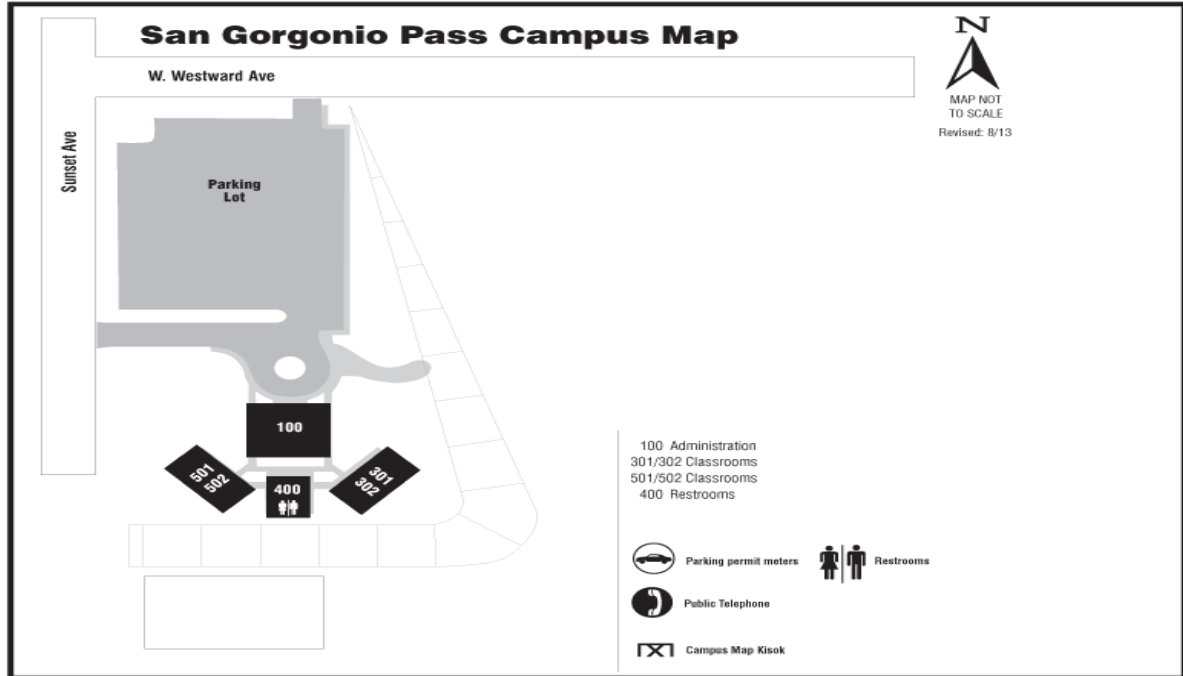 San Gorgonio Pass Campus Map
N
W. Westward Ave
MAP NOT
TO SCALE
Revised: 8/13
Sunset Ave
Parking
Lot
100
501
502
400
301
302
100 Administration
301/302 Classrooms
501/502 Classrooms
400 Restrooms
Parking permit meters
Restrooms
Public Telephone
Campus Map Kisok